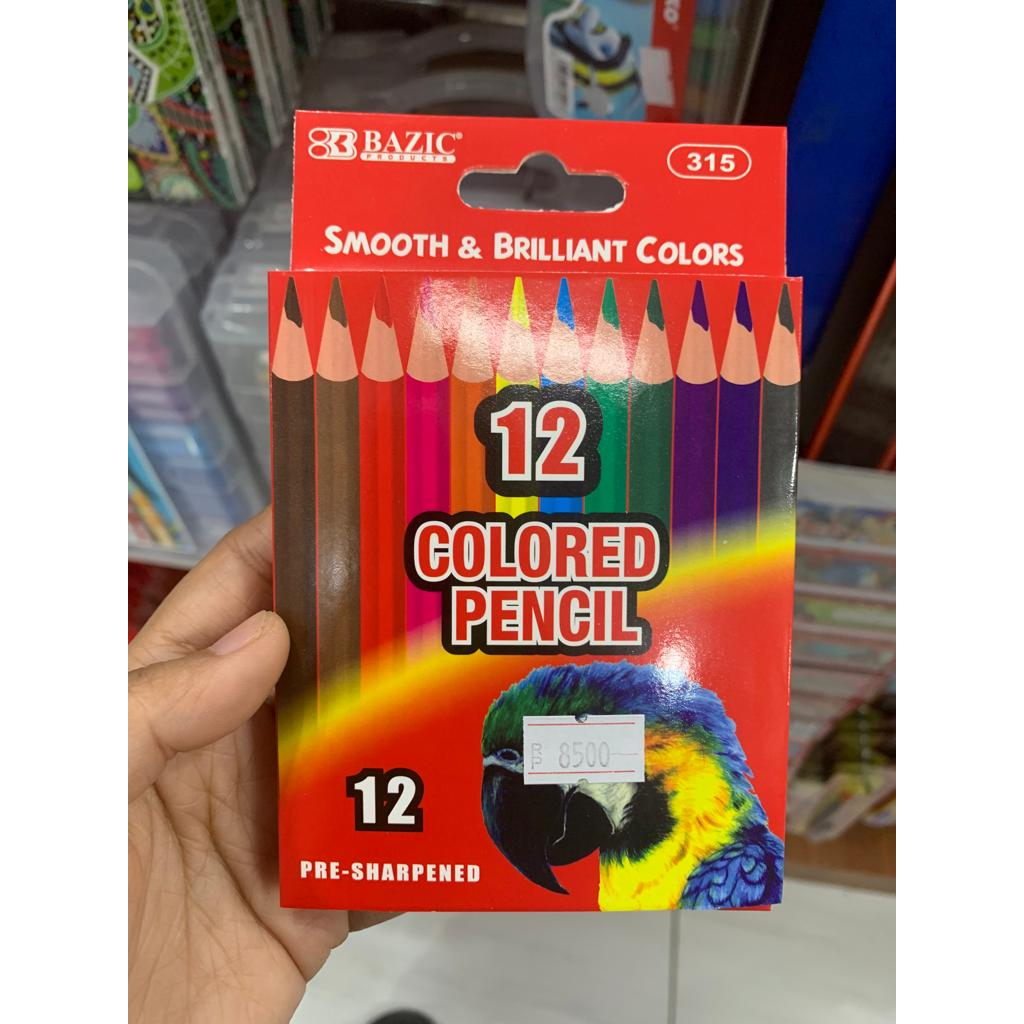 BAZIC
PRODUCTS
315
SMOOTH & BRILLIANT COLORS
12
COLORED
PENCIL
RP 8500
12
PRE-SHARPENED